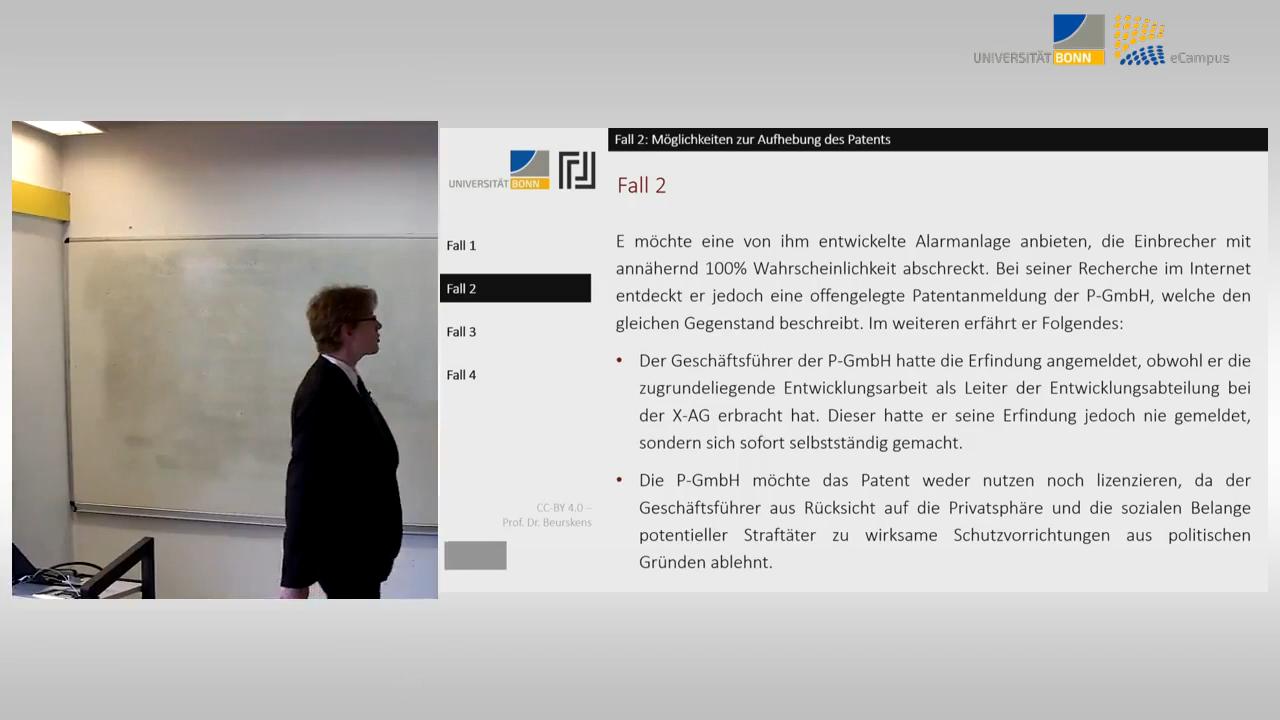 UNIVERSITÄT BONN
eCampus
Fall 2: Möglichkeiten zur Aufhebung des Patents
UNIVERSITÄT BONN
Fall 1
Fall 2
Fall 3
Fall 4
CC-BY 4.0 –
Prof. Dr. Beurskens
Fall 2
E möchte eine von ihm entwickelte Alarmanlage anbieten, die Einbrecher mit
annähernd 100% Wahrscheinlichkeit abschreckt. Bei seiner Recherche im Internet
entdeckt er jedoch eine offengelegte Patentanmeldung der P-GmbH, welche den
gleichen Gegenstand beschreibt. Im weiteren erfährt er Folgendes:
• Der Geschäftsführer der P-GmbH hatte die Erfindung angemeldet, obwohl er die
zugrundeliegende Entwicklungsarbeit als Leiter der Entwicklungsabteilung bei
der X-AG erbracht hat. Dieser hatte er seine Erfindung jedoch nie gemeldet,
sondern sich sofort selbstständig gemacht.
• Die P-GmbH möchte das Patent weder nutzen noch lizenzieren, da der
Geschäftsführer aus Rücksicht auf die Privatsphäre und die sozialen Belange
potentieller Straftäter zu wirksame Schutzvorrichtungen aus politischen
Gründen ablehnt.